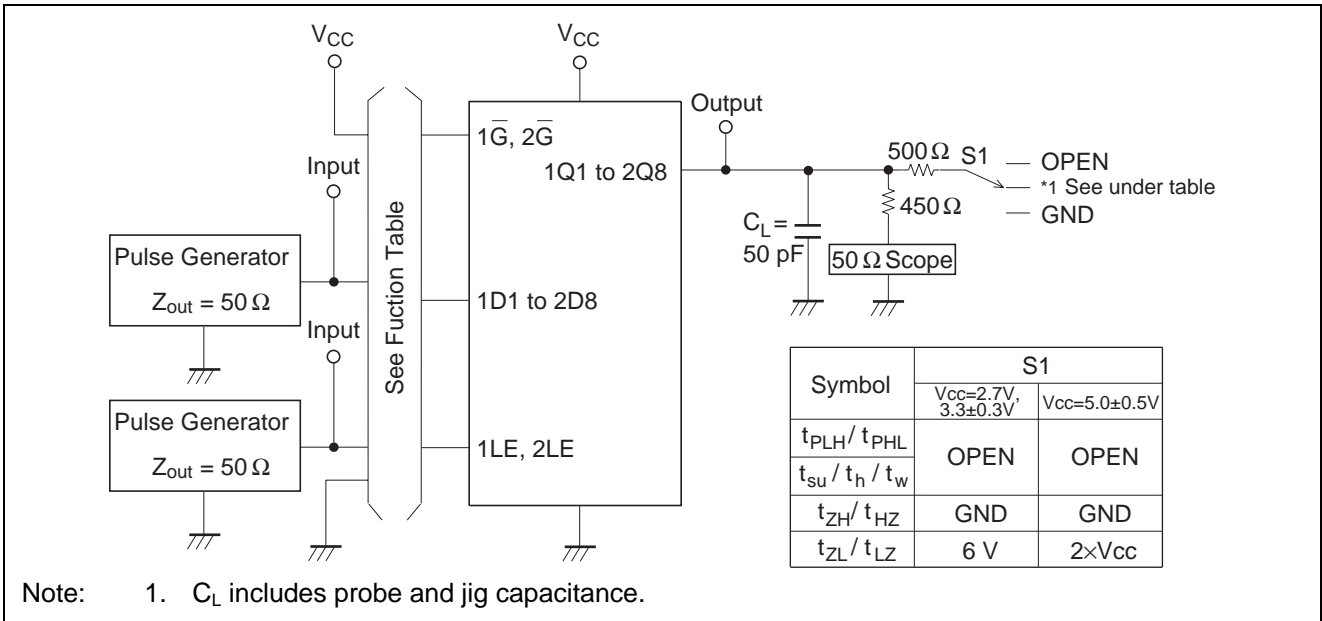 VCC
VCC
Output
1G, 2G
Input
1Q1 to 2Q8
500 Ω S1
OPEN
*1 See under table
GND
450 Ω
CL =
50 pF
50 Ω Scope
Pulse Generator
Zout = 50 Ω
See Fuction Table
1D1 to 2D8
Input
Pulse Generator
Zout = 50 Ω
1LE, 2LE
Symbol
S1
Vcc=2.7V,
3.3±0.3V
Vcc=5.0±0.5V
tPLH / tPHL
OPEN
OPEN
tsu / th / tw
tZH / tHZ
GND
GND
tZL / tLZ
6 V
2×Vcc
Note: 1. CL includes probe and jig capacitance.